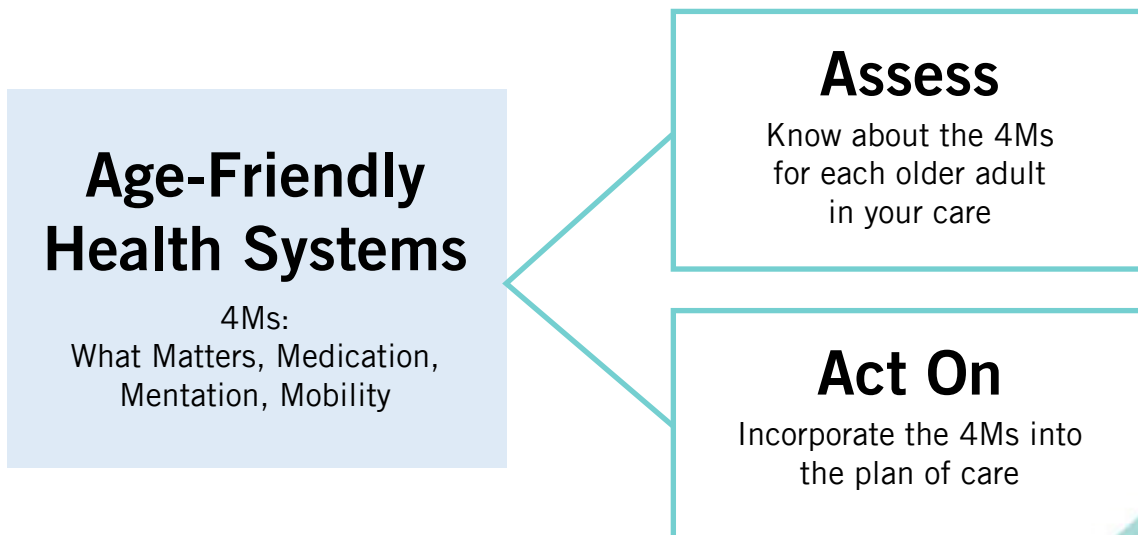 Age-Friendly
Health Systems
4Ms:
What Matters, Medication,
Mentation, Mobility
Assess
Know about the 4Ms
for each older adult
in your care
Act On
Incorporate the 4Ms into
the plan of care